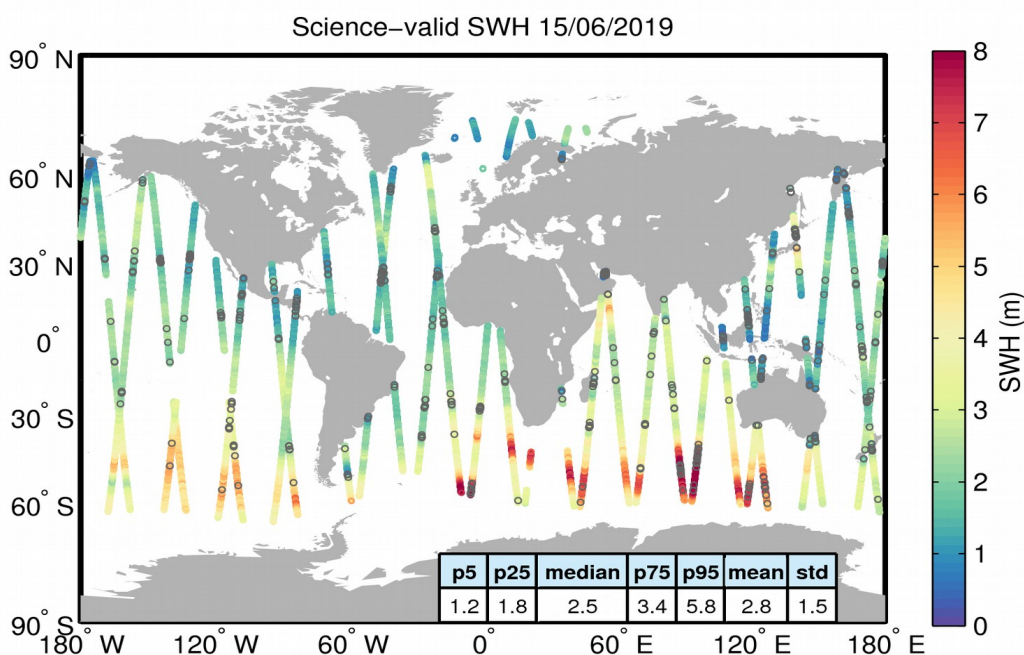 Science−valid SWH 15/06/2019
90° N
60° N
30° N
0°
30° S
60° S
90° S
180° W
120° W
60° W
0°
60° E
120° E
180° E
p5 p25 median p75 p95 mean std
1.2 1.8 2.5 3.4 5.8 2.8 1.5
8
7
6
5
4
3
2
1
0
SWH (m)